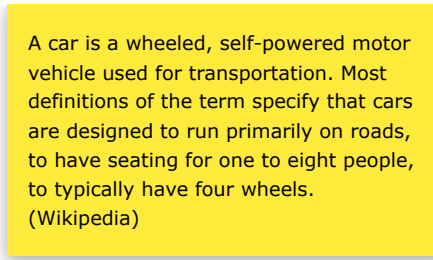 A car is a wheeled, self-powered motor
vehicle used for transportation. Most
definitions of the term specify that cars
are designed to run primarily on roads,
to have seating for one to eight people,
to typically have four wheels.
(Wikipedia)